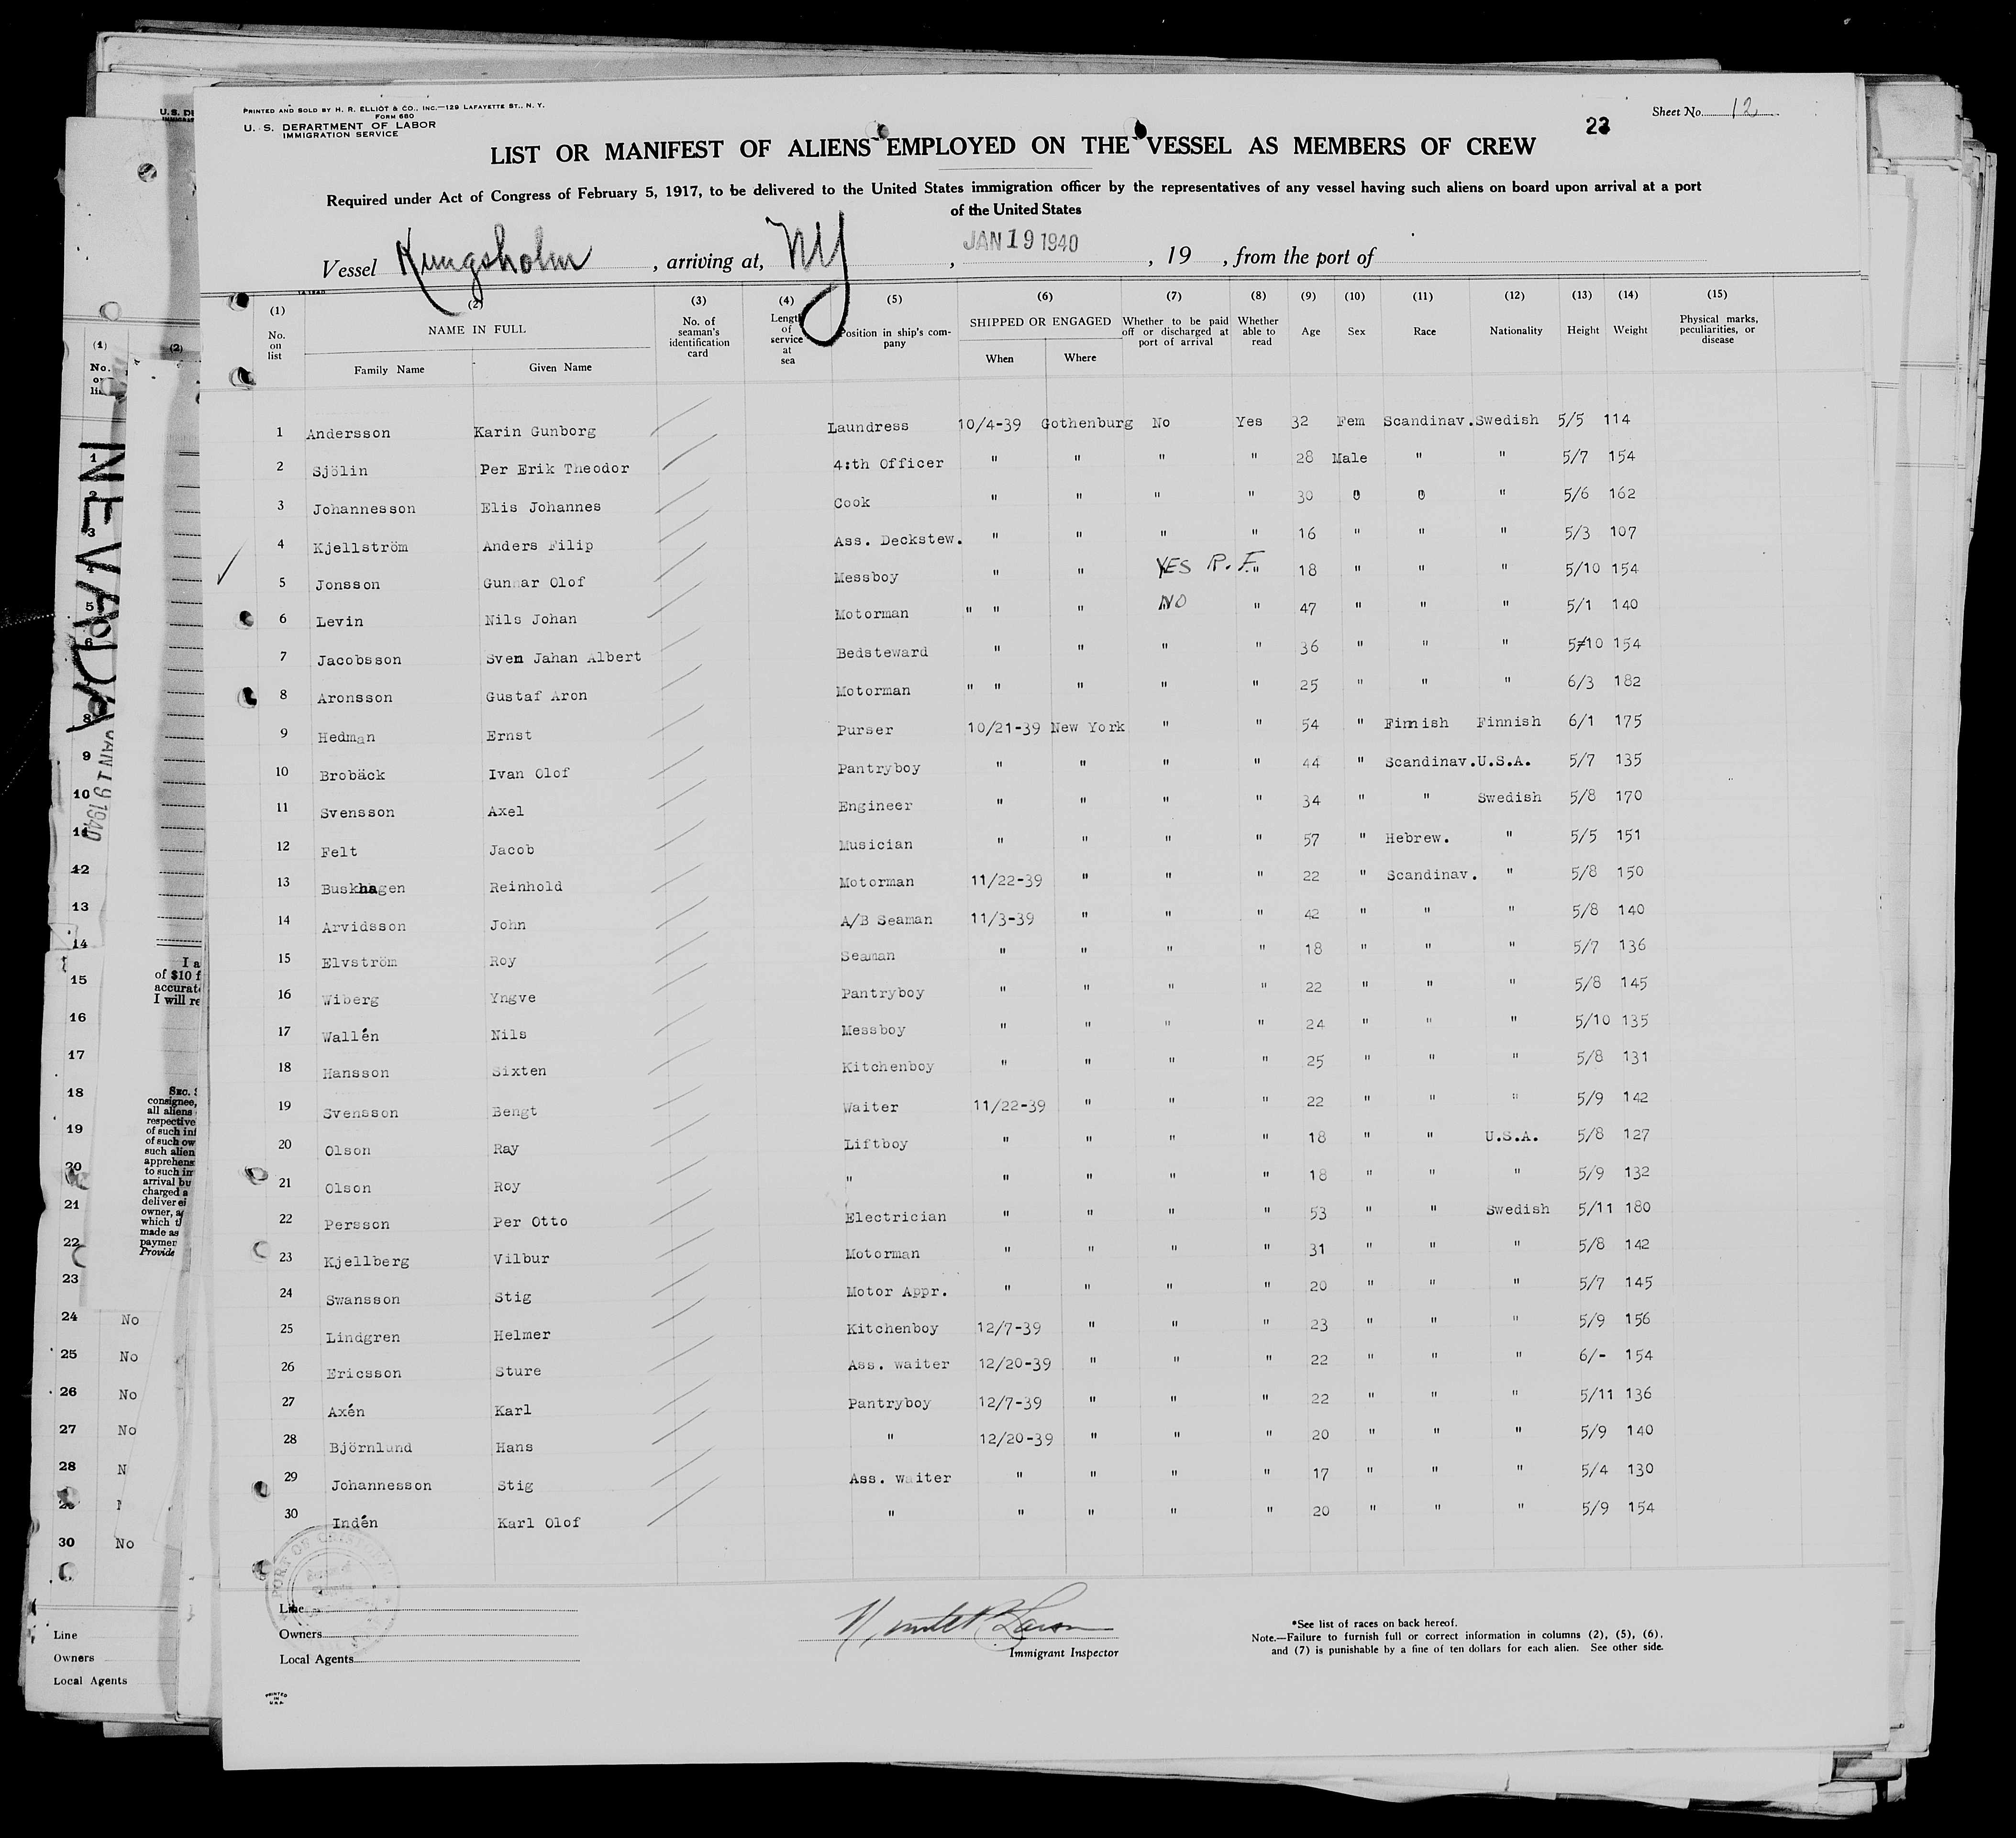 PRINTED AND SOLD BY H. R. ELLIOT & CO., INC.—129 LAFAYETTE ST., N. Y.
FORM 680
U. S. DEPARTMENT OF LABOR
IMMIGRATION SERVICE
Sheet No. 12
23
LIST OR MANIFEST OF ALIENS EMPLOYED ON THE VESSEL AS MEMBERS OF CREW
Required under Act of Congress of February 5, 1917, to be delivered to the United States immigration officer by the representatives of any vessel having such aliens on board upon arrival at a port
of the United States
Vessel Kungsholm, arriving at, NY, JAN 19 1940, 19 , from the port of
(1) No. on list (2) NAME IN FULL Family Name Given Name (3) No. of seaman's identification card (4) Length of service at sea (5) Position in ship's company (6) SHIPPED OR ENGAGED When Where (7) Whether to be paid off or discharged at port of arrival (8) Whether able to read (9) Age (10) Sex (11) Race (12) Nationality (13) Height (14) Weight (15) Physical marks, peculiarities, or disease
1 Andersson Karin Gunborg Laundress 10/4-39 Gothenburg No Yes 32 Fem Scandinav. Swedish 5/5 114
2 Sjölin Per Erik Theodor 4:th Officer " " " " 28 Male " " 5/7 154
3 Johannesson Elis Johannes Cook " " " " 30 " " " 5/6 162
4 Kjellström Anders Filip Ass. Deckstew. " " " " 16 " " " 5/3 107
5 Jonsson Gunnar Olof Messboy " " YES R.F. " 18 " " " 5/10 154
6 Levin Nils Johan Motorman " " " NO " 47 " " " 5/1 140
7 Jacobsson Sven Jahan Albert Bedsteward " " " " 36 " " " 5/10 154
8 Aronsson Gustaf Aron Motorman " " " " " 25 " " " 6/3 182
9 Hedman Ernst Purser 10/21-39 New York " " 54 " Finnish Finnish 6/1 175
10 Brobäck Ivan Olof Pantryboy " " " " 44 " Scandinav. U.S.A. 5/7 135
11 Svensson Axel Engineer " " " " 34 " " Swedish 5/8 170
12 Felt Jacob Musician " " " " 57 " Hebrew. " 5/5 151
13 Buskhagen Reinhold Motorman 11/22-39 " " " 22 " Scandinav. " 5/8 150
14 Arvidsson John A/B Seaman 11/3-39 " " " 42 " " " 5/8 140
15 Elvström Roy Seaman " " " " 18 " " " 5/7 136
16 Wiberg Yngve Pantryboy " " " " 22 " " " 5/8 145
17 Wallén Nils Messboy " " " " 24 " " " 5/10 135
18 Hansson Sixten Kitchenboy " " " " 25 " " " 5/8 131
19 Svensson Bengt Waiter 11/22-39 " " " 22 " " " 5/9 142
20 Olson Ray Liftboy " " " " 18 " " U.S.A. 5/8 127
21 Olson Roy " " " " " 18 " " " 5/9 132
22 Persson Per Otto Electrician " " " " 53 " " Swedish 5/11 180
23 Kjellberg Vilbur Motorman " " " " 31 " " " 5/8 142
24 Swansson Stig Motor Appr. " " " " 20 " " " 5/7 145
25 Lindgren Helmer Kitchenboy 12/7-39 " " " 23 " " " 5/9 156
26 Ericsson Sture Ass. waiter 12/20-39 " " " 22 " " " 6/- 154
27 Axén Karl Pantryboy 12/7-39 " " " 22 " " " 5/11 136
28 Björnlund Hans " 12/20-39 " " " 20 " " " 5/9 140
29 Johannesson Stig Ass. waiter " " " " 17 " " " 5/4 130
30 Indén Karl Olof " " " " " 20 " " " 5/9 154
Line
Owners
Local Agents
Immigrant Inspector
*See list of races on back hereof.
Note.—Failure to furnish full or correct information in columns (2), (5), (6),
and (7) is punishable by a fine of ten dollars for each alien. See other side.
PRINTED
IN
U.S.A.
NEVADA
JAN 19 1940
Line
Owners
Local Agents